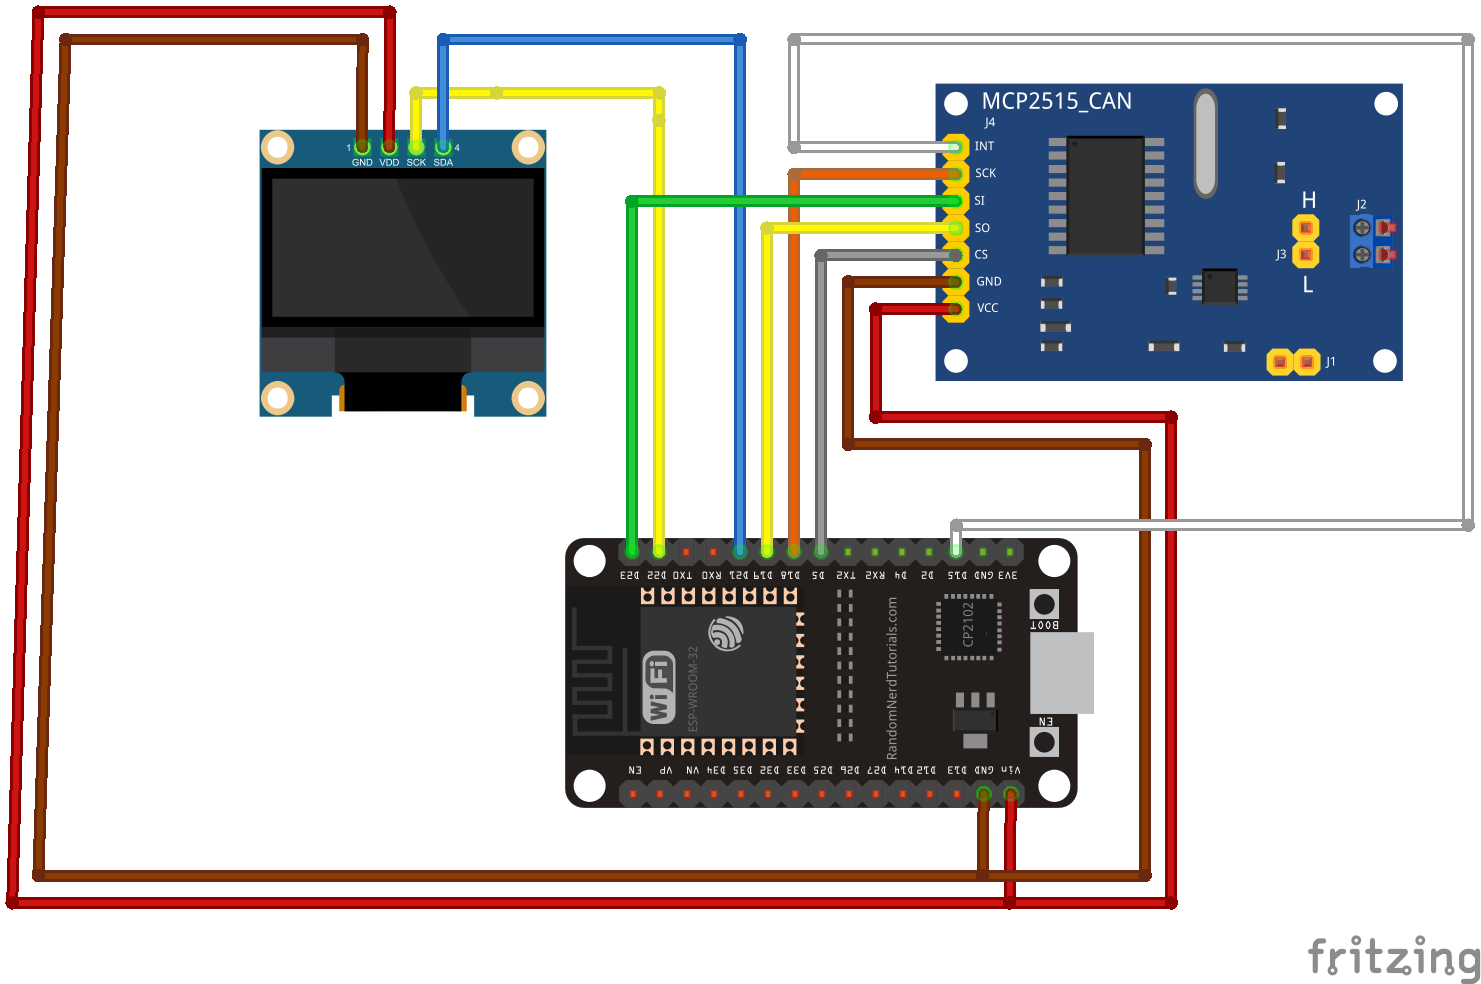 MCP2515_CAN
J4
INT
SCK
SI
SO
CS
GND
VCC
H
J3
L
J2
J1
1 4
GND VDD SCK SDA
D23 D22 TX0 RX0 D21 D19 D18 D5 TX2 RX2 D4 D2 D15 GND 3V3
BOOT
CP2102
RandomNerdTutorials.com
WiFi
ESP-WROOM-32
EN
EN VP VN D34 D35 D32 D33 D25 D26 D27 D14 D12 D13 GND Vin
fritzing